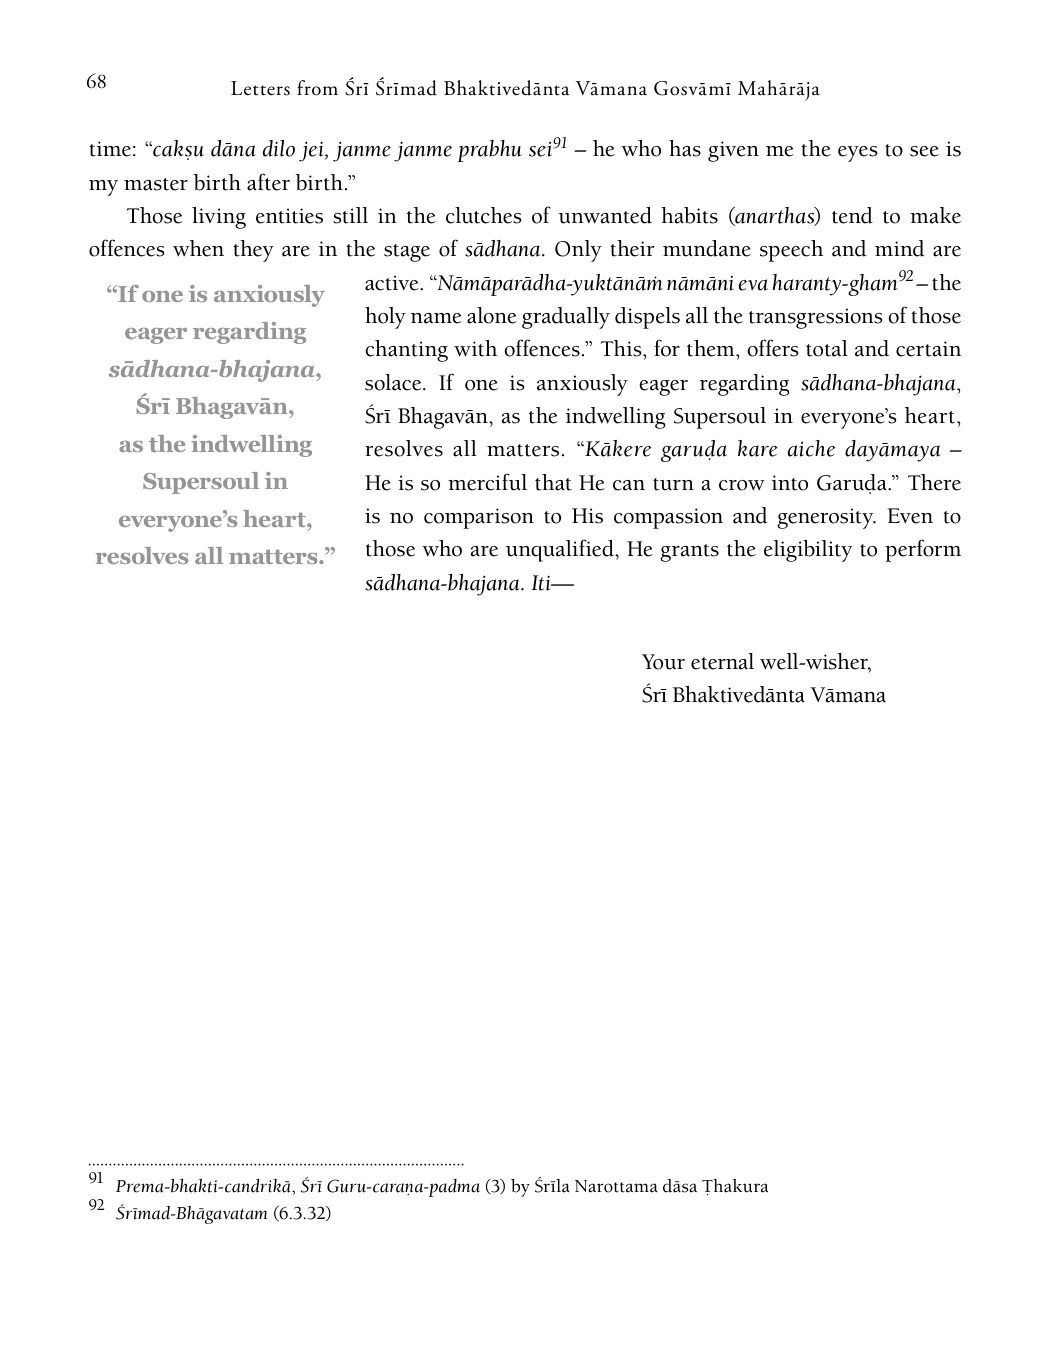 68
Letters from Śrī Śrīmad Bhaktivedānta Vāmana Gosvāmī Mahārāja
time: “cakṣu dāna dilo jei, janme janme prabhu sei91 – he who has given me the eyes to see is
my master birth after birth.”
Those living entities still in the clutches of unwanted habits (anarthas) tend to make
offences when they are in the stage of sādhana. Only their mundane speech and mind are
active. “Nāmāparādha-yuktānāṁ nāmāni eva haranty-gham92 – the
holy name alone gradually dispels all the transgressions of those
chanting with offences.” This, for them, offers total and certain
solace. If one is anxiously eager regarding sādhana-bhajana,
Śrī Bhagavān, as the indwelling Supersoul in everyone’s heart,
resolves all matters. “Kākere garuḍa kare aiche dayāmaya –
He is so merciful that He can turn a crow into Garuḍa.” There
is no comparison to His compassion and generosity. Even to
those who are unqualified, He grants the eligibility to perform
sādhana-bhajana. Iti—
“If one is anxiously
eager regarding
sādhana-bhajana,
Śrī Bhagavān,
as the indwelling
Supersoul in
everyone’s heart,
resolves all matters.”
Your eternal well-wisher,
Śrī Bhaktivedānta Vāmana
91 Prema-bhakti-candrikā, Śrī Guru-caraṇa-padma (3) by Śrīla Narottama dāsa Ṭhakura
92 Śrīmad-Bhāgavatam (6.3.32)